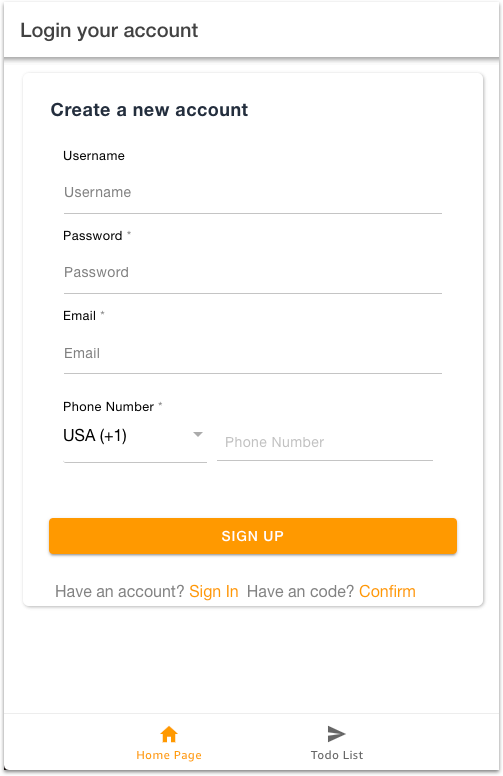 Login your account
Create a new account
Username
Username
Password *
Password
Email *
Email
Phone Number *
USA (+1)
Phone Number
SIGN UP
Have an account? Sign In Have an code? Confirm
Home Page
Todo List